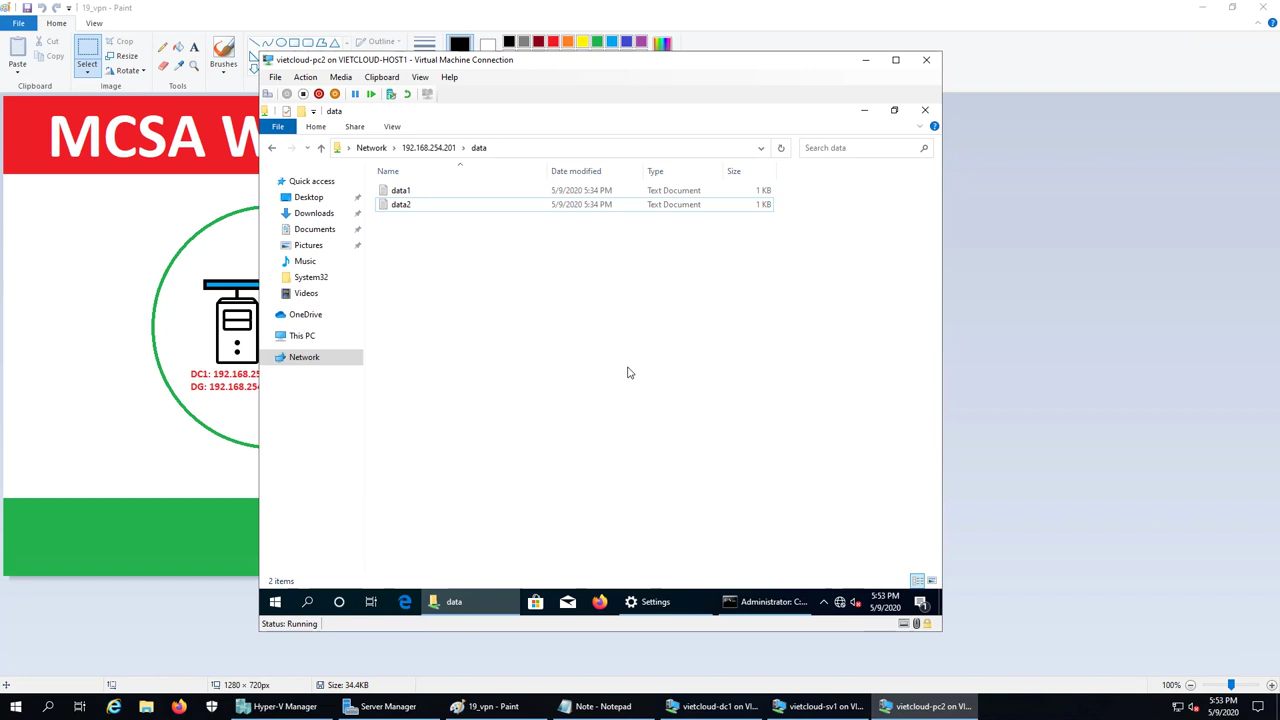 19_vpn - Paint
File
Home
View
Paste
Cut
Copy
Clipboard
Select
Crop
Resize
Rotate
Image
Tools
Brushes
Outline
MCSA W
DC1: 192.168.25
DG: 192.168.254
vietcloud-pc2 on VIETCLOUD-HOST1 - Virtual Machine Connection
File Action Media Clipboard View Help
data
File Home Share View
Network 192.168.254.201 data
Search data
Name Date modified Type Size
data1 5/9/2020 5:34 PM Text Document 1 KB
data2 5/9/2020 5:34 PM Text Document 1 KB
Quick access
Desktop
Downloads
Documents
Pictures
Music
System32
Videos
OneDrive
This PC
Network
2 items
data
Settings
Administrator: C:...
5:53 PM
5/9/2020
1
Status: Running
1280 × 720px
Size: 34.4KB
100%
Hyper-V Manager
Server Manager
19_vpn - Paint
Note - Notepad
vietcloud-dc1 on VI...
vietcloud-sv1 on VI...
vietcloud-pc2 on VI...
5:53 PM
5/9/2020